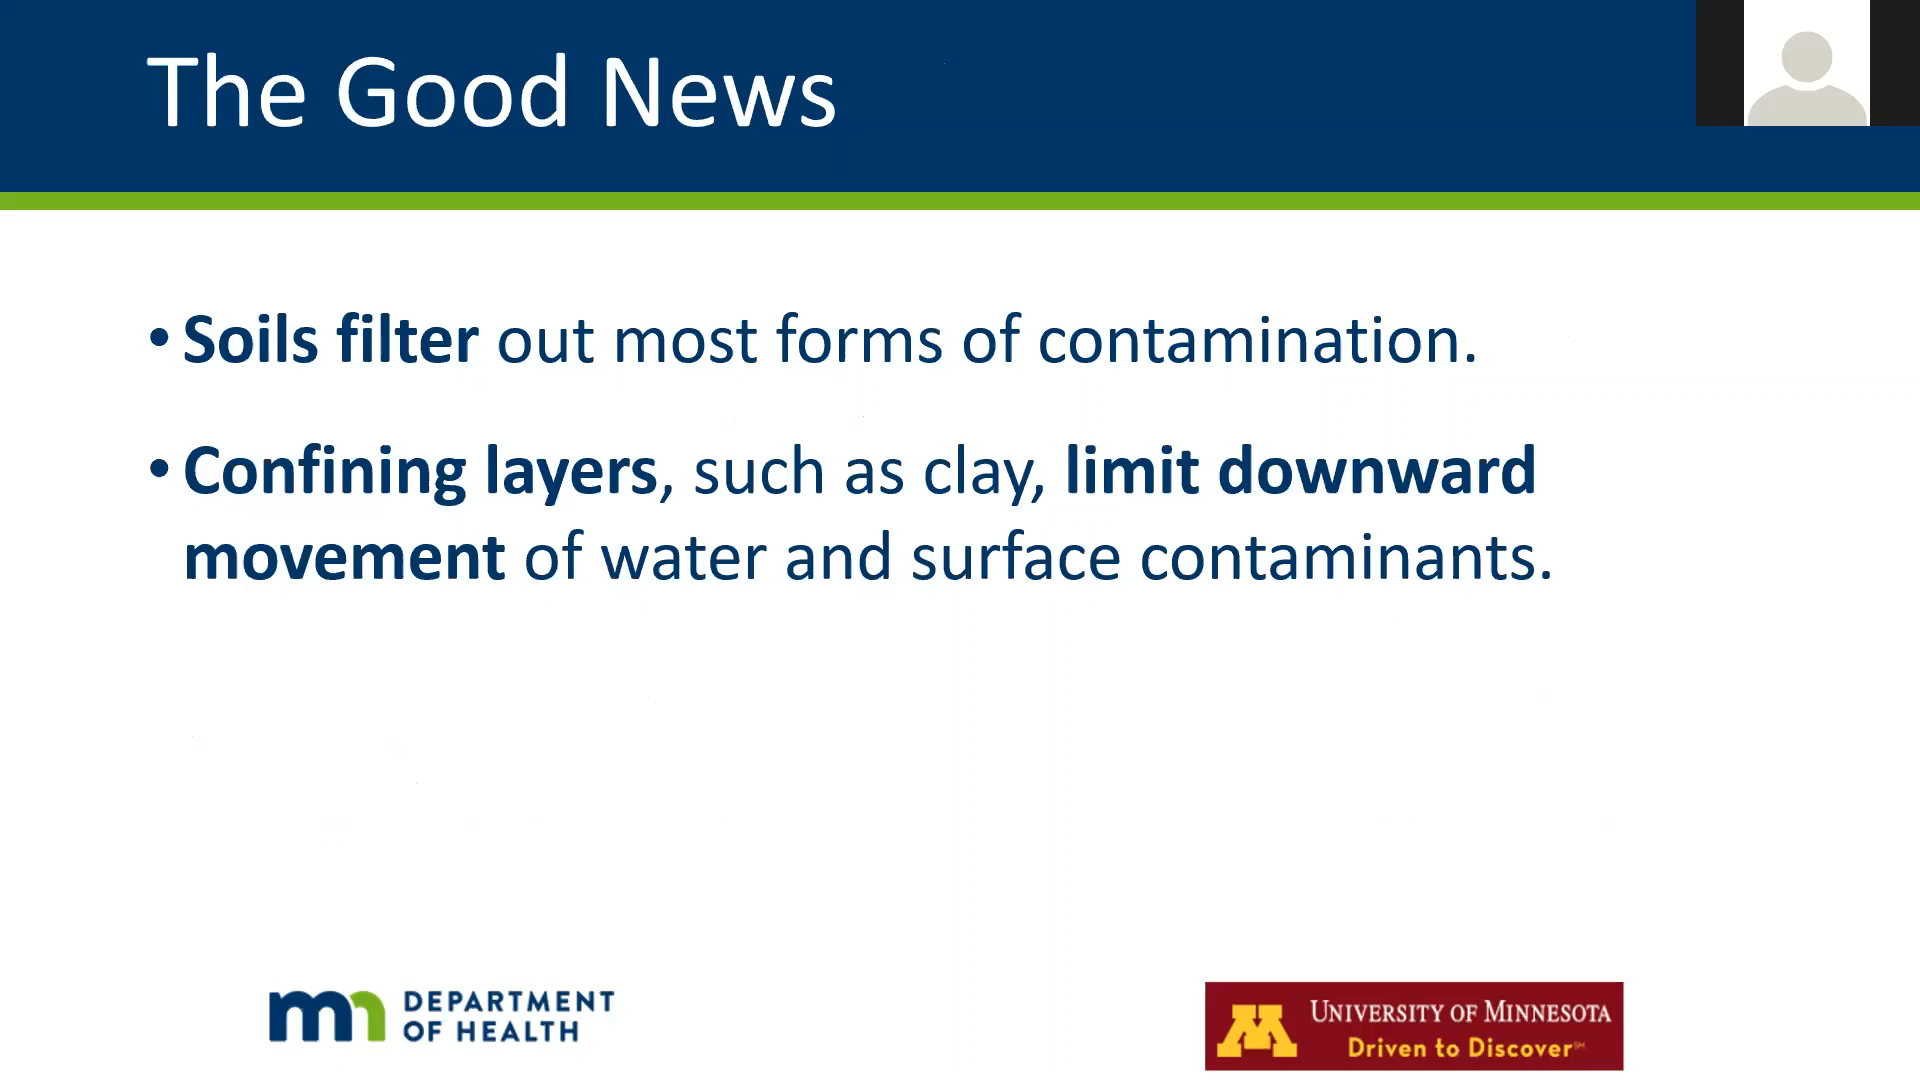 The Good News
• Soils filter out most forms of contamination.
• Confining layers, such as clay, limit downward
movement of water and surface contaminants.
mn DEPARTMENT
OF HEALTH
M UNIVERSITY OF MINNESOTA
Driven to Discover℠